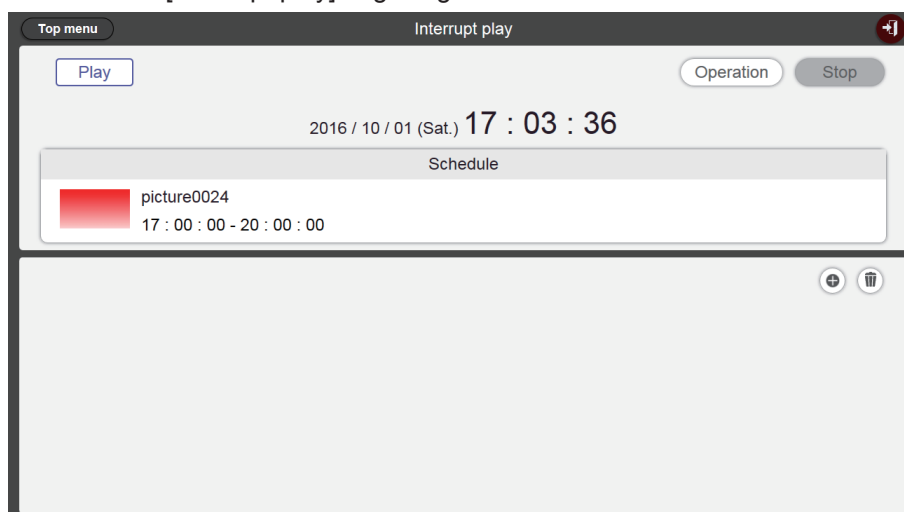 Top menu
Interrupt play
Play
Operation
Stop
2016 / 10 / 01 (Sat.) 17 : 03 : 36
Schedule
picture0024
17 : 00 : 00 - 20 : 00 : 00